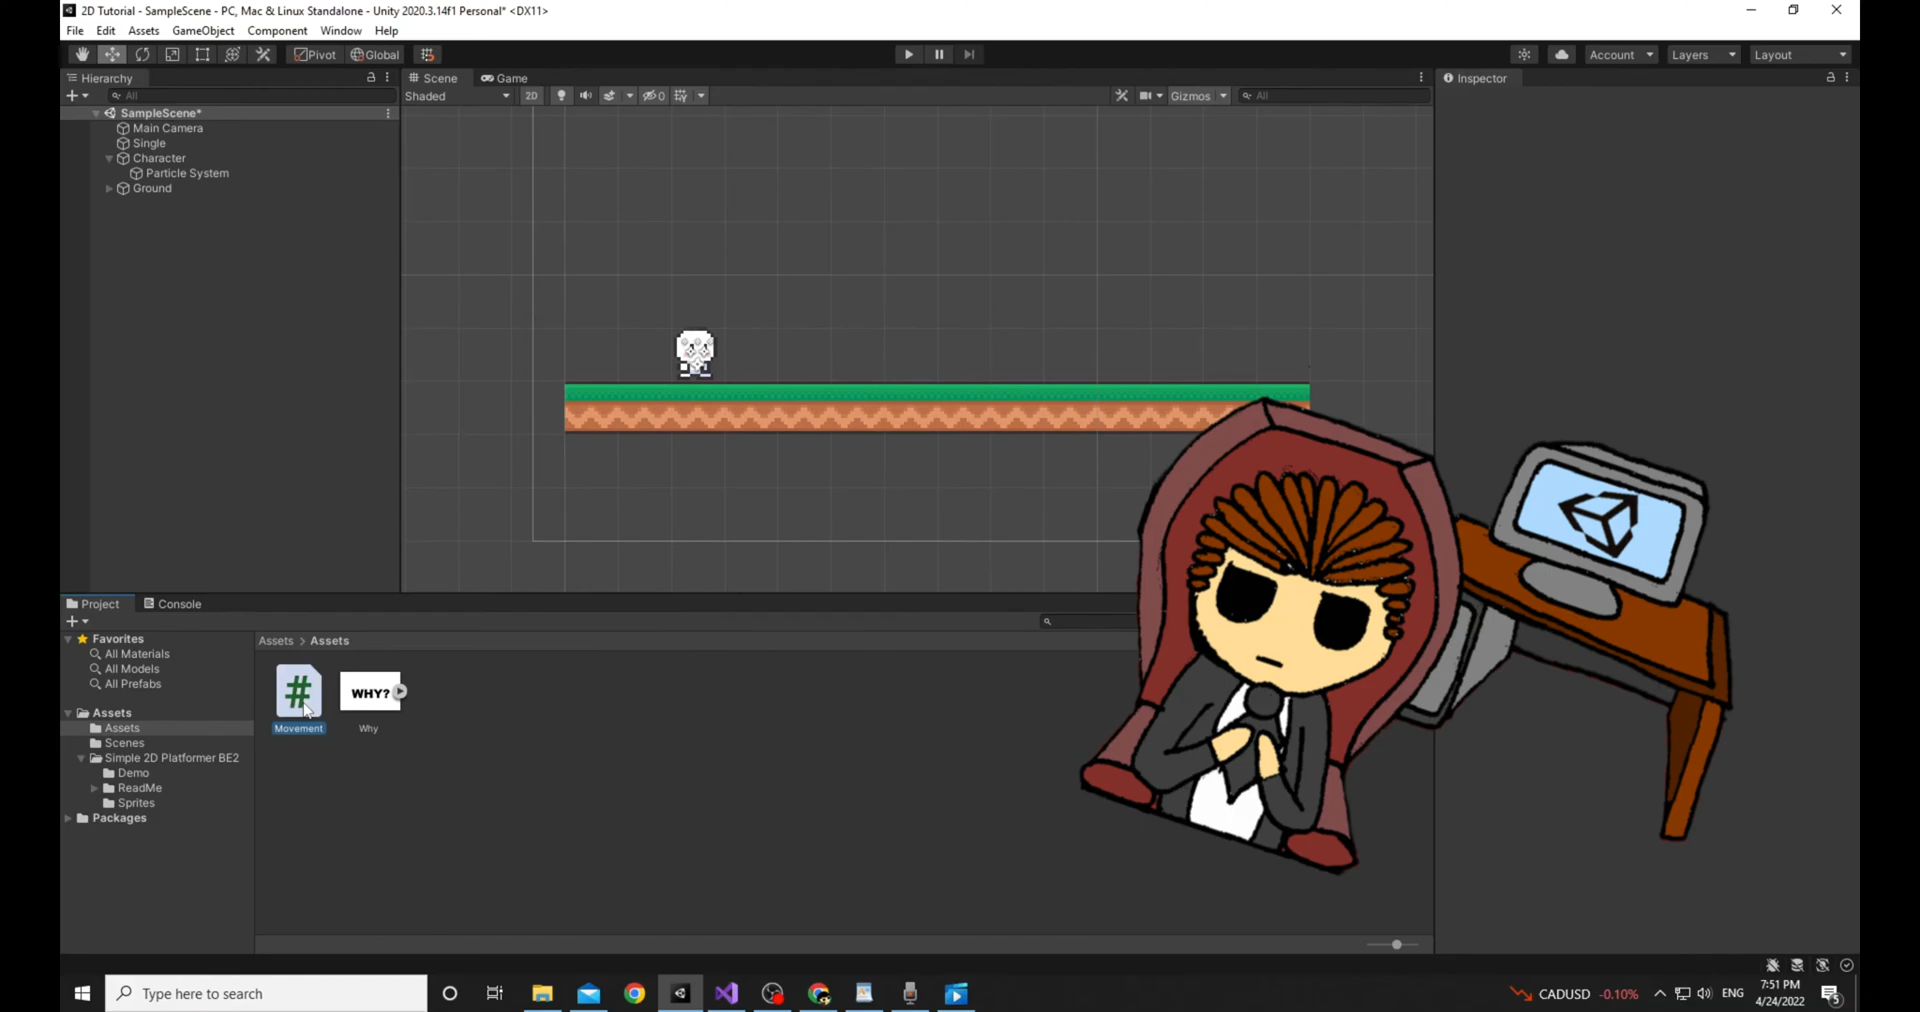 2D Tutorial - SampleScene - PC, Mac & Linux Standalone - Unity 2020.3.14f1 Personal* <DX11>
File Edit Assets GameObject Component Window Help
Pivot Global Account Layers Layout
Hierarchy Scene Game Inspector
All Shaded 2D 0 Gizmos All
SampleScene*
Main Camera
Single
Character
Particle System
Ground
Project Console
Favorites
All Materials
All Models
All Prefabs
Assets
Assets
Scenes
Simple 2D Platformer BE2
Demo
ReadMe
Sprites
Packages
Assets > Assets
#
WHY?
Movement Why
Type here to search
CADUSD -0.10% ENG
7:51 PM
4/24/2022
5